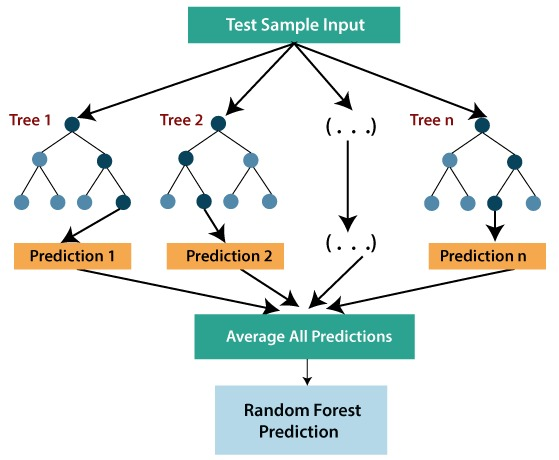 Test Sample Input
Tree 1
Tree 2
(. . .)
Tree n
Prediction 1
Prediction 2
(. . .)
Prediction n
Average All Predictions
Random Forest
Prediction